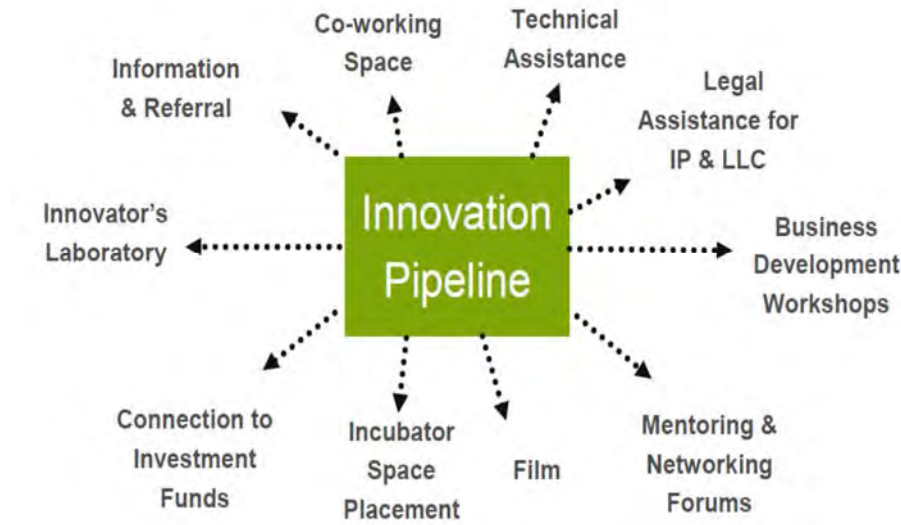 Co-working
Space
Technical
Assistance
Information
& Referral
Legal
Assistance for
IP & LLC
Innovation
Pipeline
Innovator's
Laboratory
Business
Development
Workshops
Connection to
Investment
Funds
Incubator
Space
Placement
Film
Mentoring &
Networking
Forums